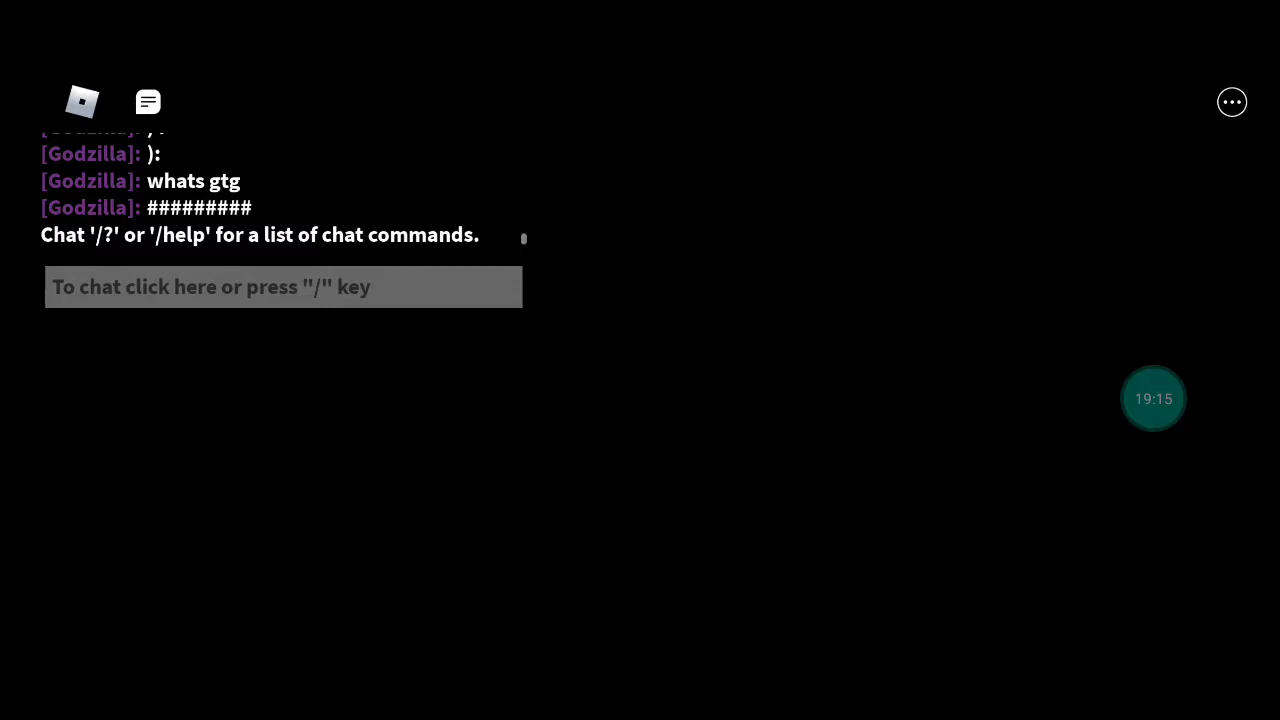 [Godzilla]: ):
[Godzilla]: whats gtg
[Godzilla]: #########
Chat '/?' or '/help' for a list of chat commands.
To chat click here or press "/" key
19:15